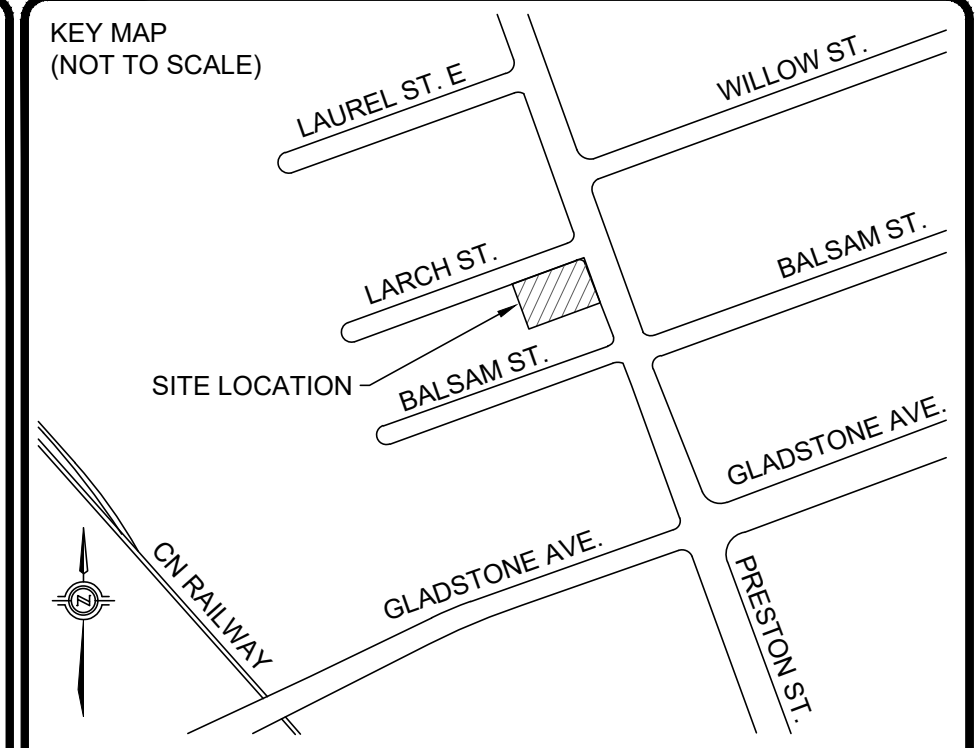 KEY MAP
(NOT TO SCALE)
LAUREL ST. E
WILLOW ST.
LARCH ST.
BALSAM ST.
SITE LOCATION
BALSAM ST.
GLADSTONE AVE.
CN RAILWAY
GLADSTONE AVE.
PRESTON ST.
N